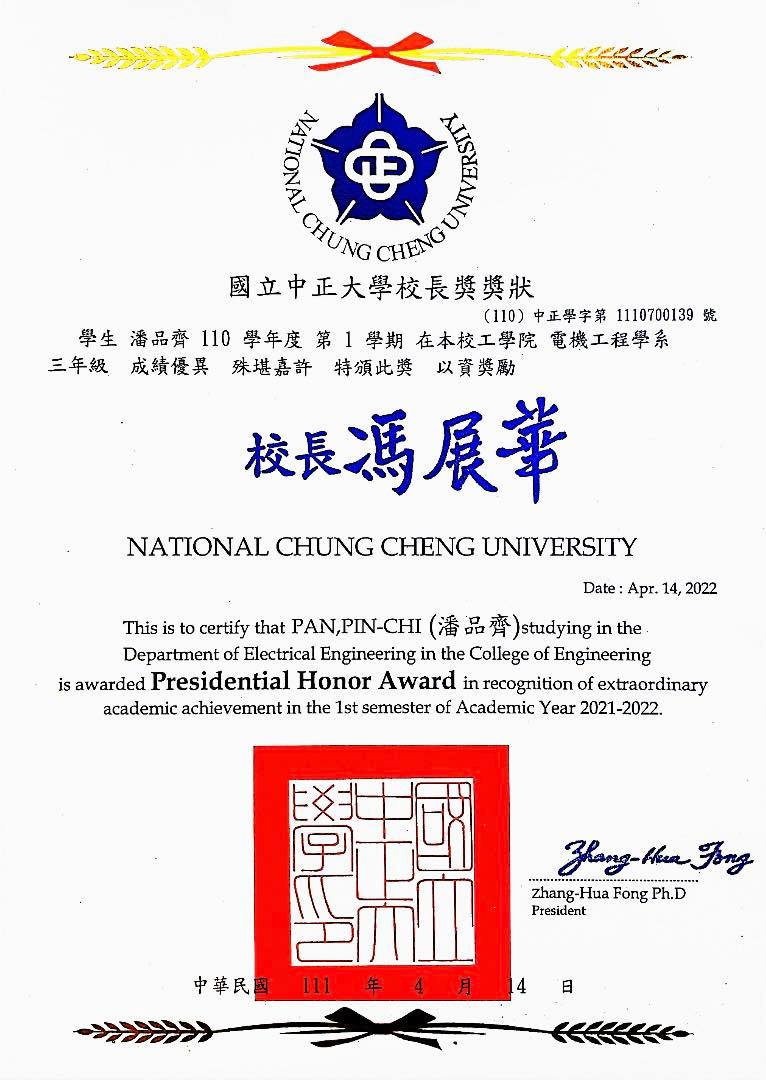 NATIONAL CHUNG CHENG UNIVERSITY
國立中正大學校長獎獎狀
(110) 中正學字第 1110700139 號
學生 潘品齊 110 學年度 第 1 學期 在本校工學院 電機工程學系
三年級 成績優異 殊堪嘉許 特頒此獎 以資獎勵
校長馮展華
NATIONAL CHUNG CHENG UNIVERSITY
Date : Apr. 14, 2022
This is to certify that PAN,PIN-CHI (潘品齊)studying in the
Department of Electrical Engineering in the College of Engineering
is awarded Presidential Honor Award in recognition of extraordinary
academic achievement in the 1st semester of Academic Year 2021-2022.
國立中正大學印
Zhang-Hua Fong
Zhang-Hua Fong Ph.D
President
中華民國 111 年 4 月 14 日